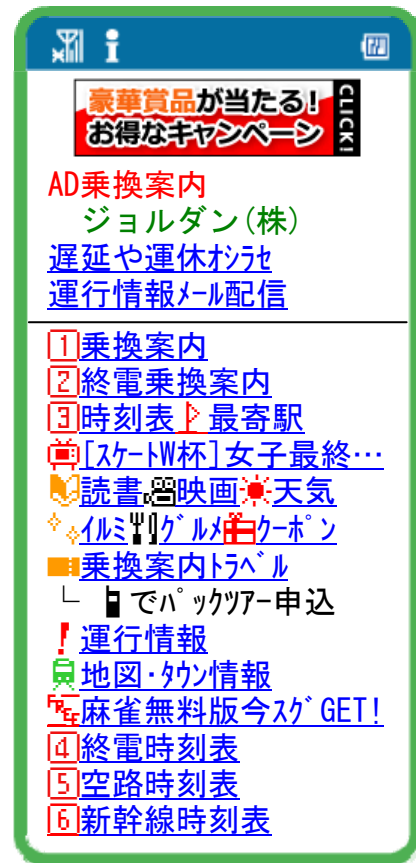 豪華賞品が当たる!
お得なキャンペーン
CLICK!
AD乗換案内
ジョルダン(株)
遅延や運休ｵｼﾗｾ
運行情報ﾒｰﾙ配信
1乗換案内
2終電乗換案内
3時刻表 最寄駅
[ｽｹｰﾄW杯]女子最終…
読書 映画 天気
ｲﾙﾐ ｸﾞﾙﾒ ｸｰﾎﾟﾝ
乗換案内ﾄﾗﾍﾞﾙ
└ でﾊﾟｯｸﾂｱｰ申込
運行情報
地図･ﾀｳﾝ情報
FREE麻雀無料版今ｽｸﾞGET!
4終電時刻表
5空路時刻表
6新幹線時刻表